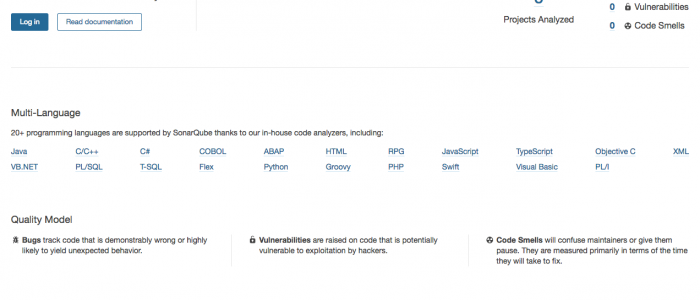 0 Vulnerabilities
Log in Read documentation
Projects Analyzed
0 Code Smells
Multi-Language
20+ programming languages are supported by SonarQube thanks to our in-house code analyzers, including:
Java C/C++ C# COBOL ABAP HTML RPG JavaScript TypeScript Objective C XML
VB.NET PL/SQL T-SQL Flex Python Groovy PHP Swift Visual Basic PL/I
Quality Model
Bugs track code that is demonstrably wrong or highly
likely to yield unexpected behavior.
Vulnerabilities are raised on code that is potentially
vulnerable to exploitation by hackers.
Code Smells will confuse maintainers or give them
pause. They are measured primarily in terms of the time
they will take to fix.